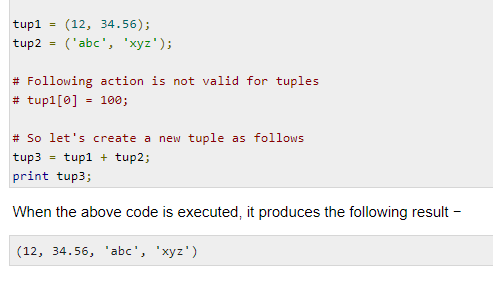 tup1 = (12, 34.56);
tup2 = ('abc', 'xyz');
# Following action is not valid for tuples
# tup1[0] = 100;
# So let's create a new tuple as follows
tup3 = tup1 + tup2;
print tup3;
When the above code is executed, it produces the following result −
(12, 34.56, 'abc', 'xyz')